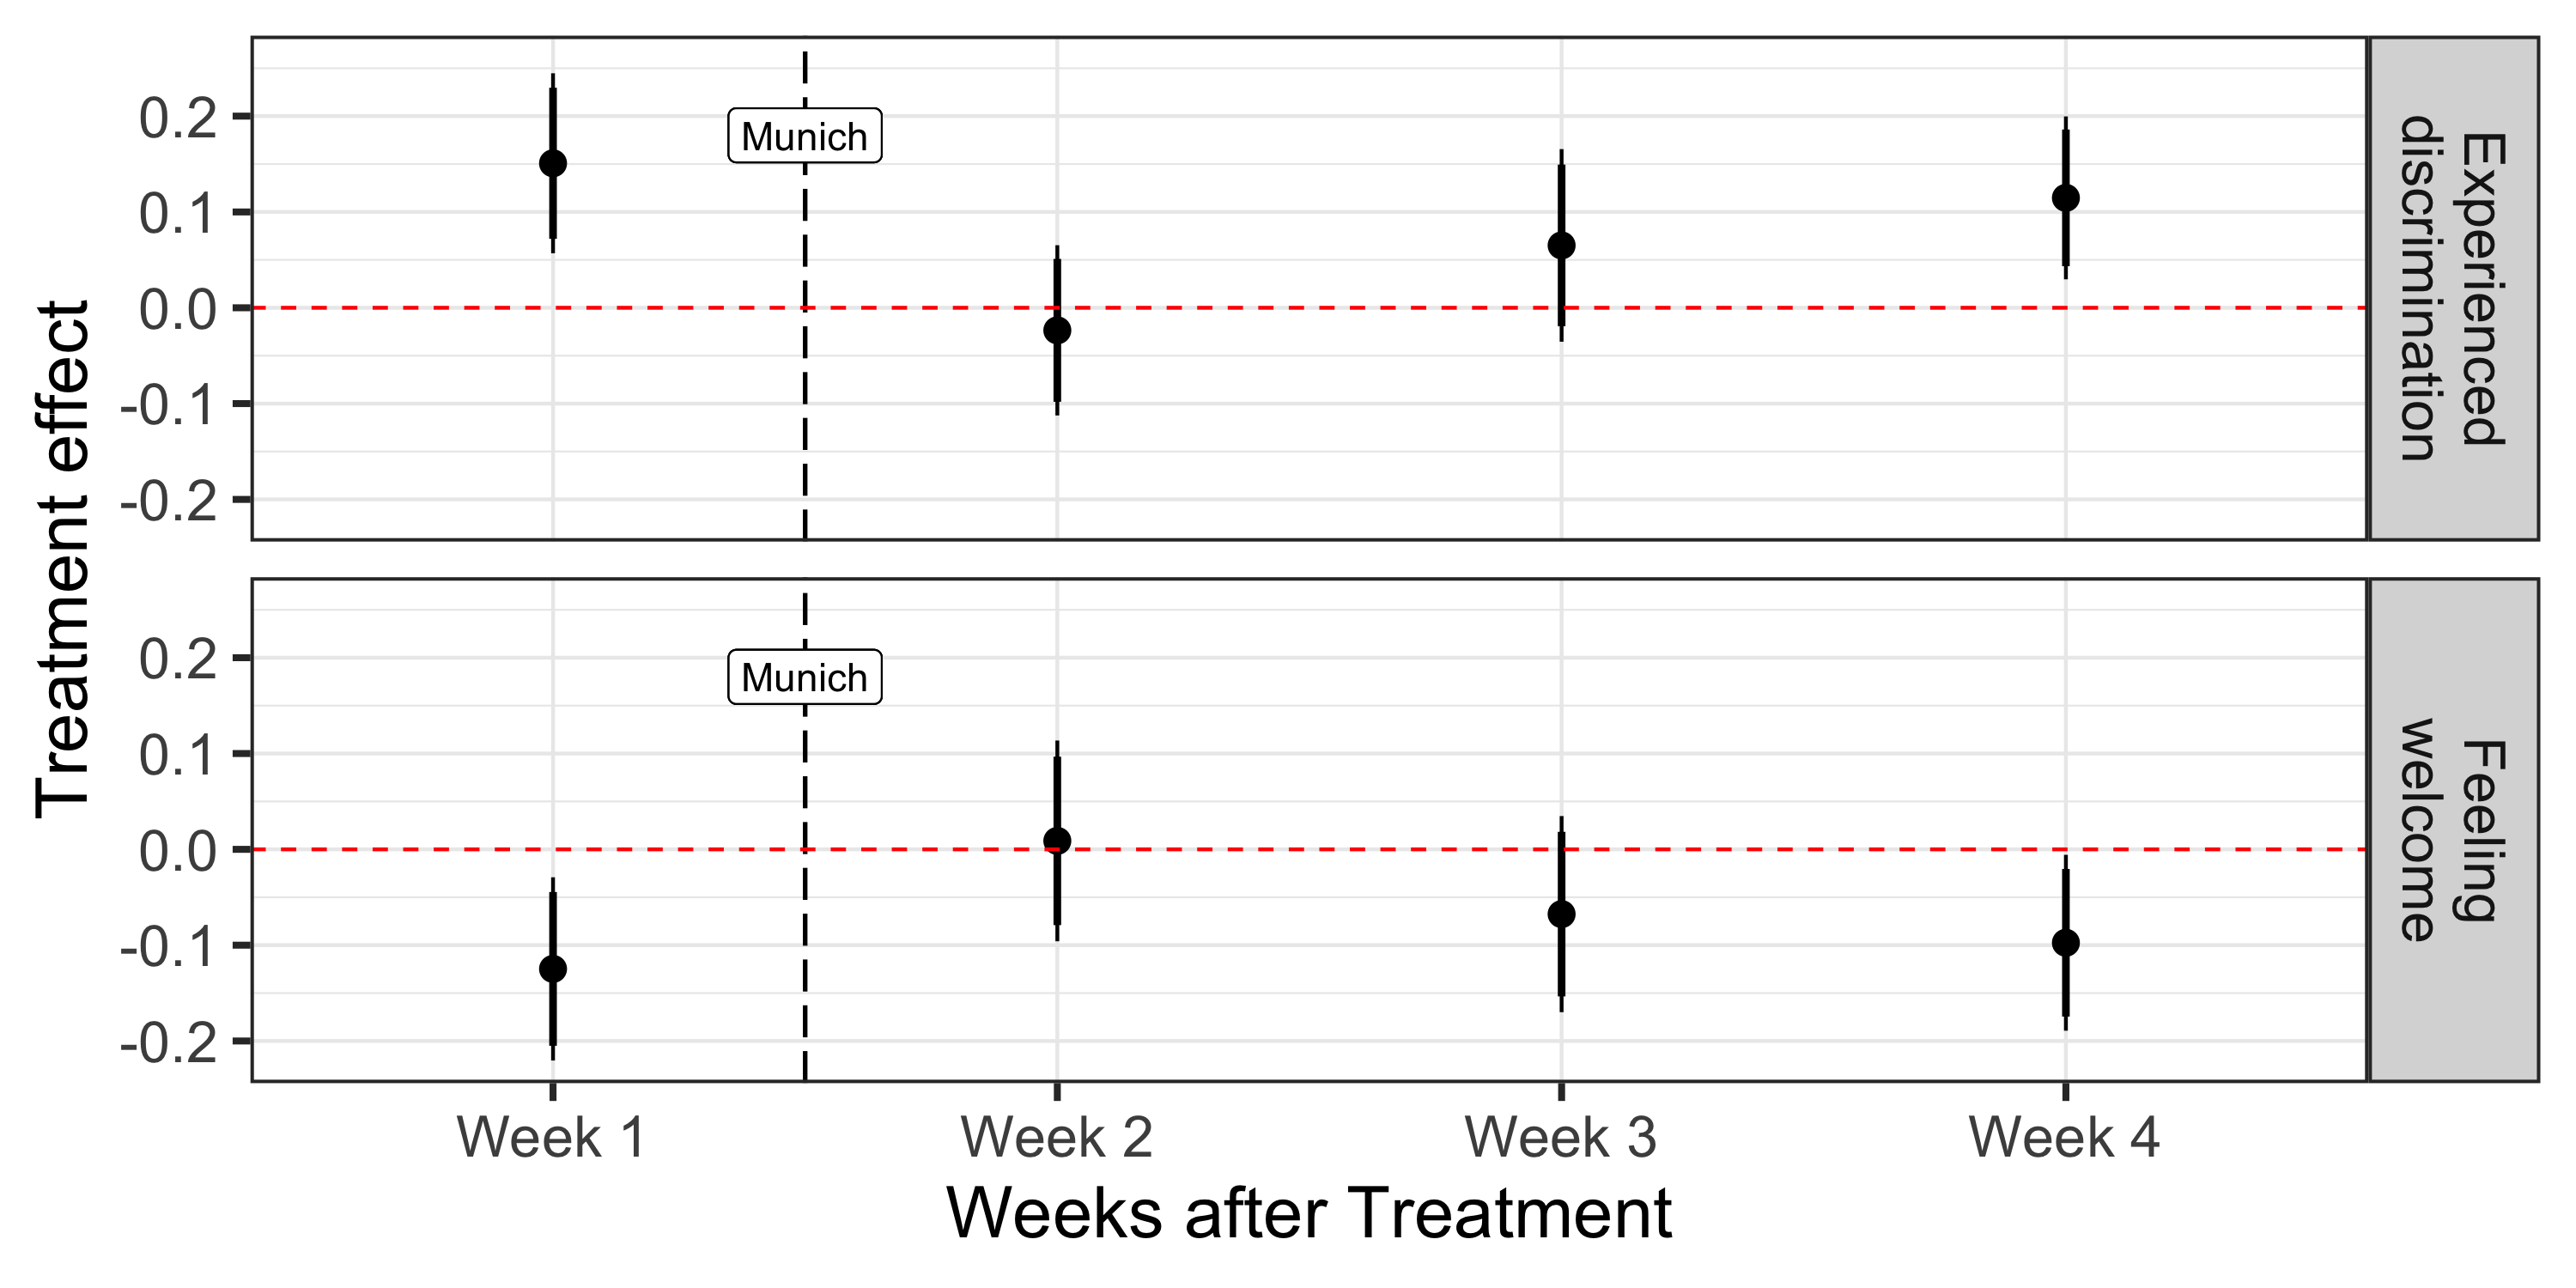 Treatment effect
0.2
0.1
0.0
-0.1
-0.2
Munich
Experienced
discrimination
0.2
0.1
0.0
-0.1
-0.2
Munich
Feeling
welcome
Week 1
Week 2
Week 3
Week 4
Weeks after Treatment